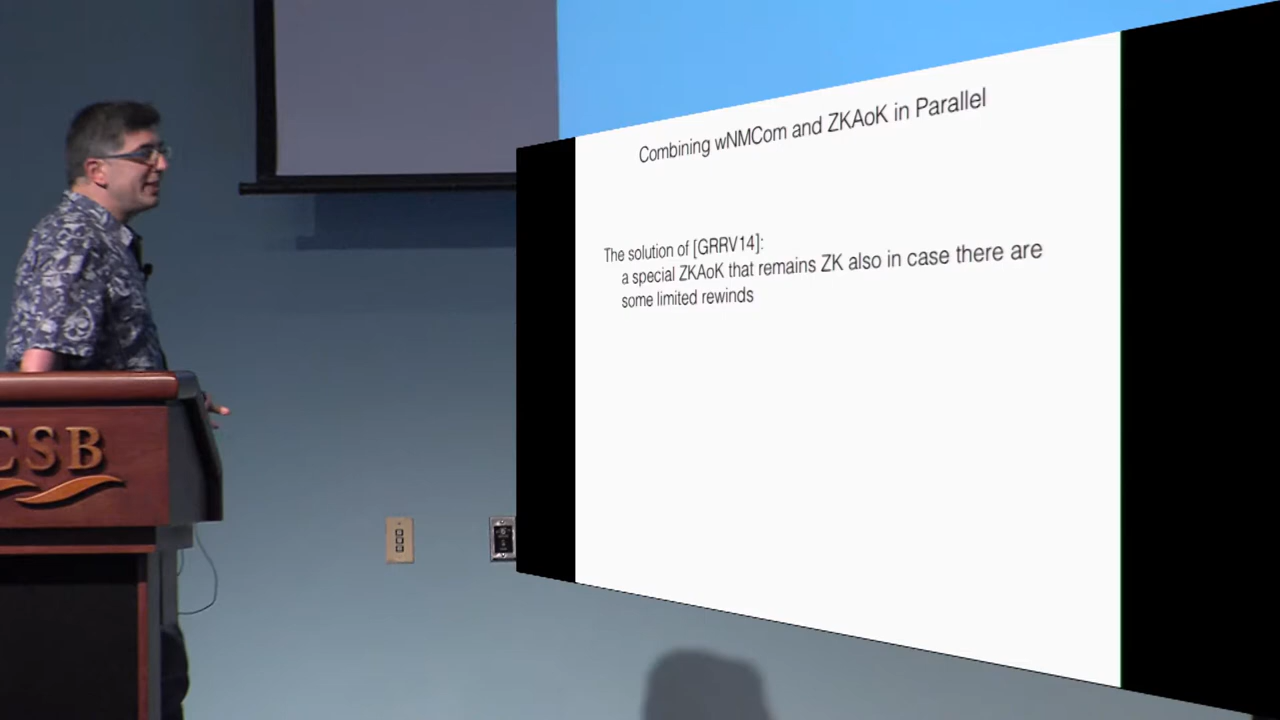 Combining wNMCom and ZKAoK in Parallel
The solution of [GRRV14]:
a special ZKAoK that remains ZK also in case there are
some limited rewinds
CSB